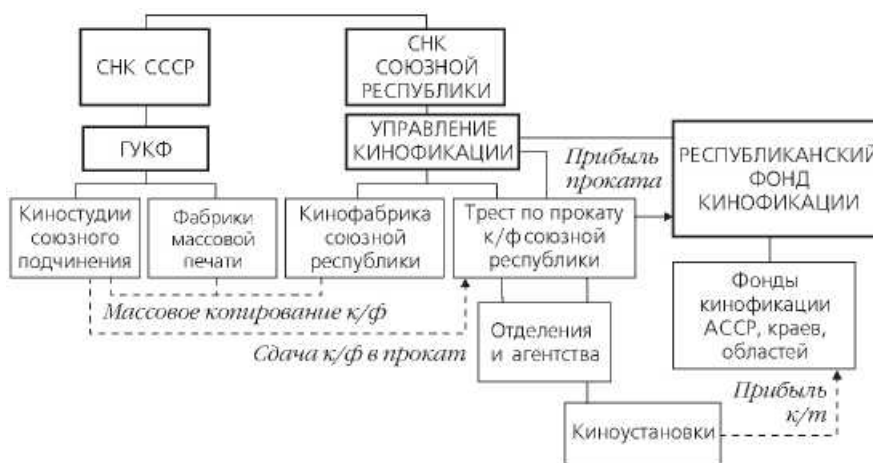 СНК СССР
СНК
СОЮЗНОЙ
РЕСПУБЛИКИ
ГУКФ
УПРАВЛЕНИЕ
КИНОФИКАЦИИ
Прибыль
проката
РЕСПУБЛИКАНСКИЙ
ФОНД
КИНОФИКАЦИИ
Киностудии
союзного
подчинения
Фабрики
массовой
печати
Кинофабрика
союзной
республики
Трест по прокату
к/ф союзной
республики
Массовое копирование к/ф
Сдача к/ф в прокат
Отделения
и агентства
Фонды
кинофикации
АССР, краев,
областей
Прибыль
к/т
Киноустановки